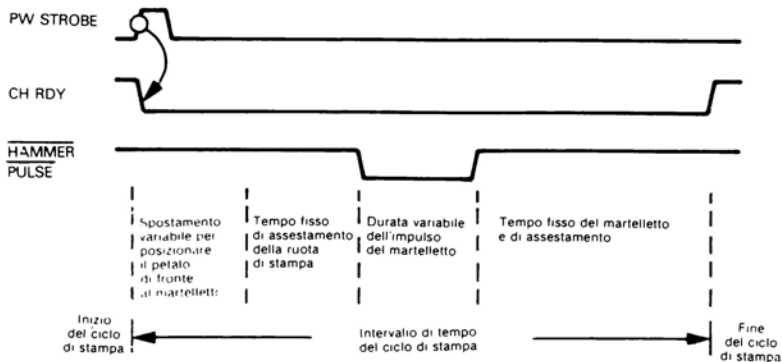 PW STROBE
CH RDY
HAMMER
PULSE
Spostamento
variabile per
posizionare
il petalo
di fronte
al martelletto
Tempo fisso
di assestamento
della ruota
di stampa
Durata variabile
dell'impulso
del martelletto
Tempo fisso del martelletto
e di assestamento
Inizio
del ciclo
di stampa
Intervallo di tempo
del ciclo di stampa
Fine
del ciclo
di stampa